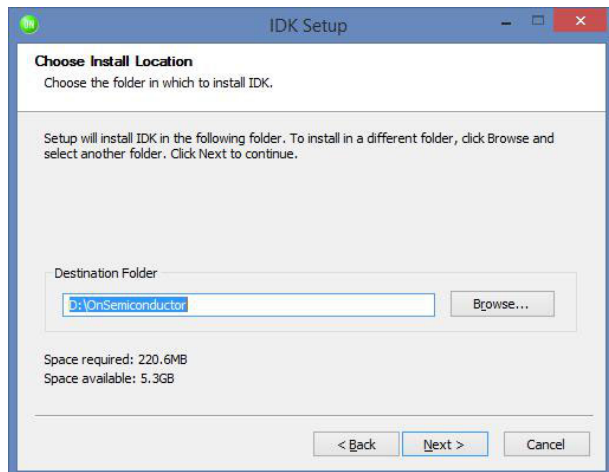 ON
IDK Setup
Choose Install Location
Choose the folder in which to install IDK.
Setup will install IDK in the following folder. To install in a different folder, click Browse and
select another folder. Click Next to continue.
Destination Folder
D:\OnSemiconductor
Browse...
Space required: 220.6MB
Space available: 5.3GB
< Back
Next >
Cancel